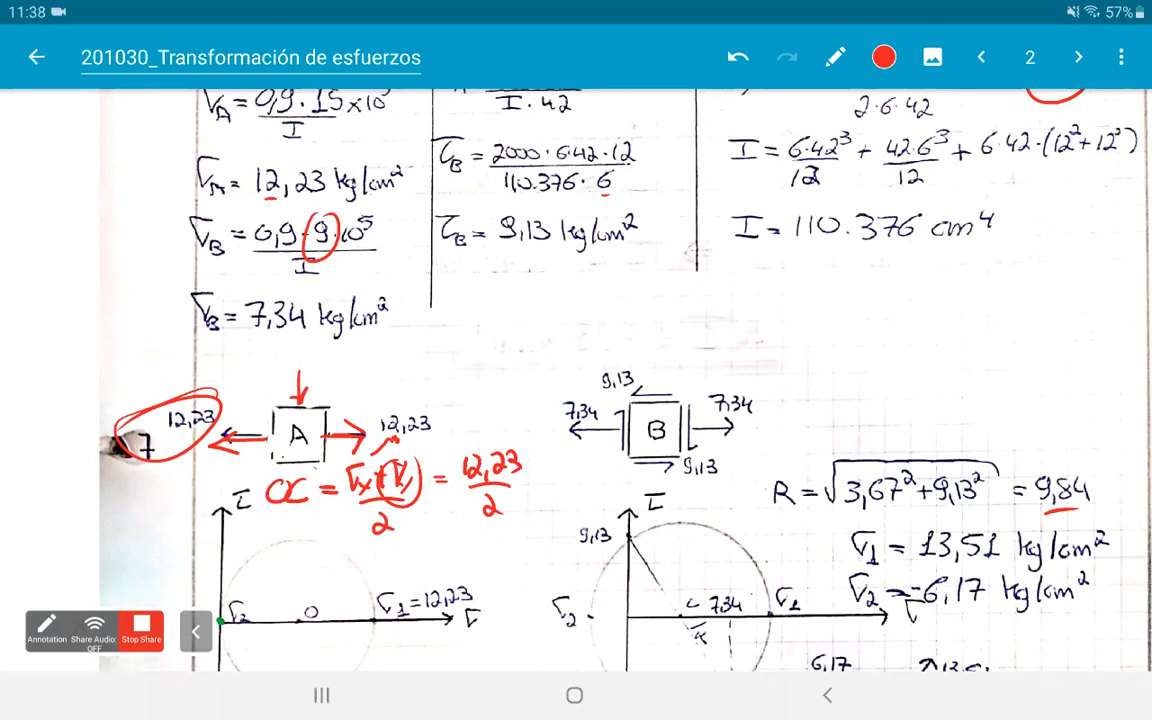 11:38
57%
201030_Transformación de esfuerzos
2
σA = 0,9 · 15 x 10⁵ / I
σA = 12,23 kg/cm²
σB = 0,9 · 9 · 10⁵ / I
σB = 7,34 kg/cm²
I · 42
τB = 2000 · 6·42 · 12 / 110.376 · 6
τB = 9,13 kg/cm²
2·6·42
I = 6·42³ / 12 + 42·6³ / 12 + 6·42 · (12² + 12²)
I = 110.376 cm⁴
12,23
A
12,23
OC = σx + σy / 2 = 12,23 / 2
9,13
7,34
B
7,34
9,13
R = √3,67² + 9,13² = 9,84
σ1 = 13,51 kg/cm²
σ2 = -6,17 kg/cm²
τ
σ2
O
σ1 = 12,23
σ
τ
9,13
σ2
C
7,34
σ1
σ
6,17
Annotation
Share Audio: OFF
Stop Share